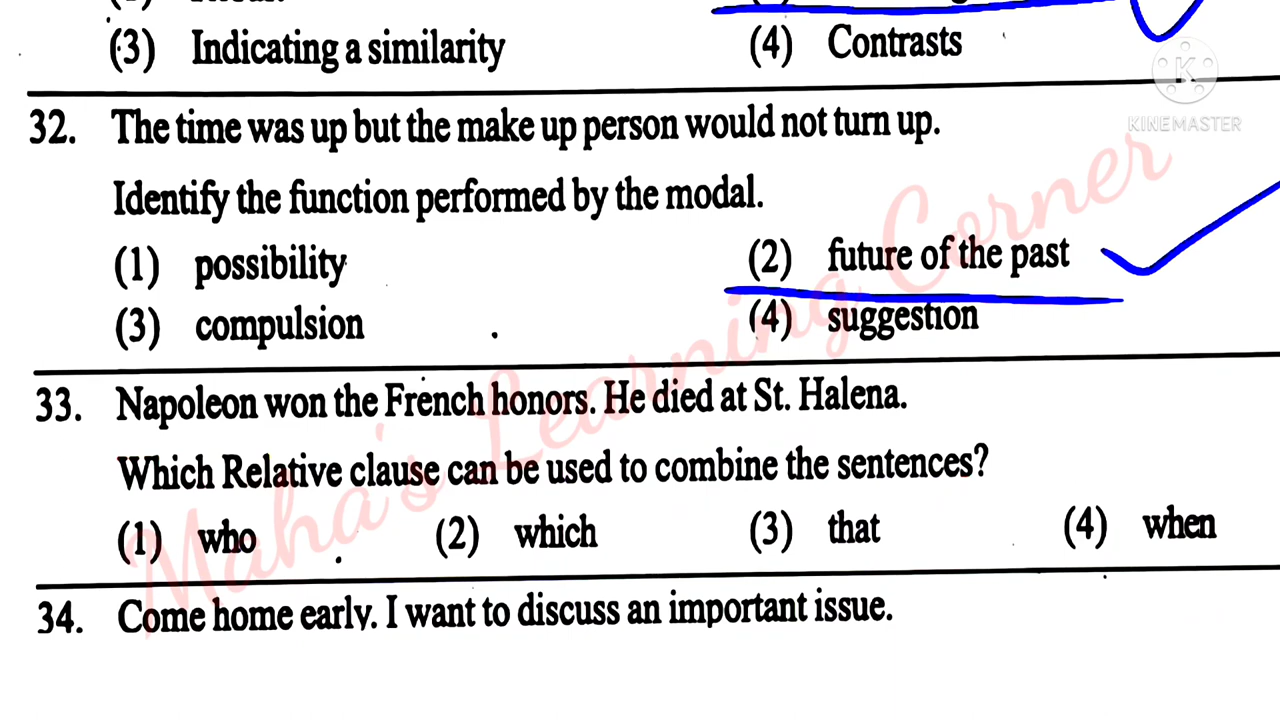 (3) Indicating a similarity (4) Contrasts
KINEMASTER
32. The time was up but the make up person would not turn up.
Identify the function performed by the modal.
(1) possibility (2) future of the past
(3) compulsion (4) suggestion
33. Napoleon won the French honors. He died at St. Halena.
Which Relative clause can be used to combine the sentences?
(1) who (2) which (3) that (4) when
34. Come home early. I want to discuss an important issue.
Maha's Learning Corner